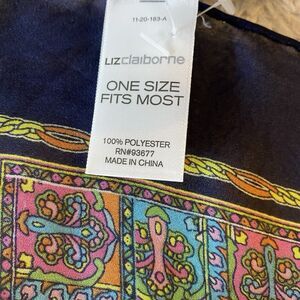 11-20-183-A
LIZclaiborne
ONE SIZE
FITS MOST
100% POLYESTER
RN#93677
MADE IN CHINA